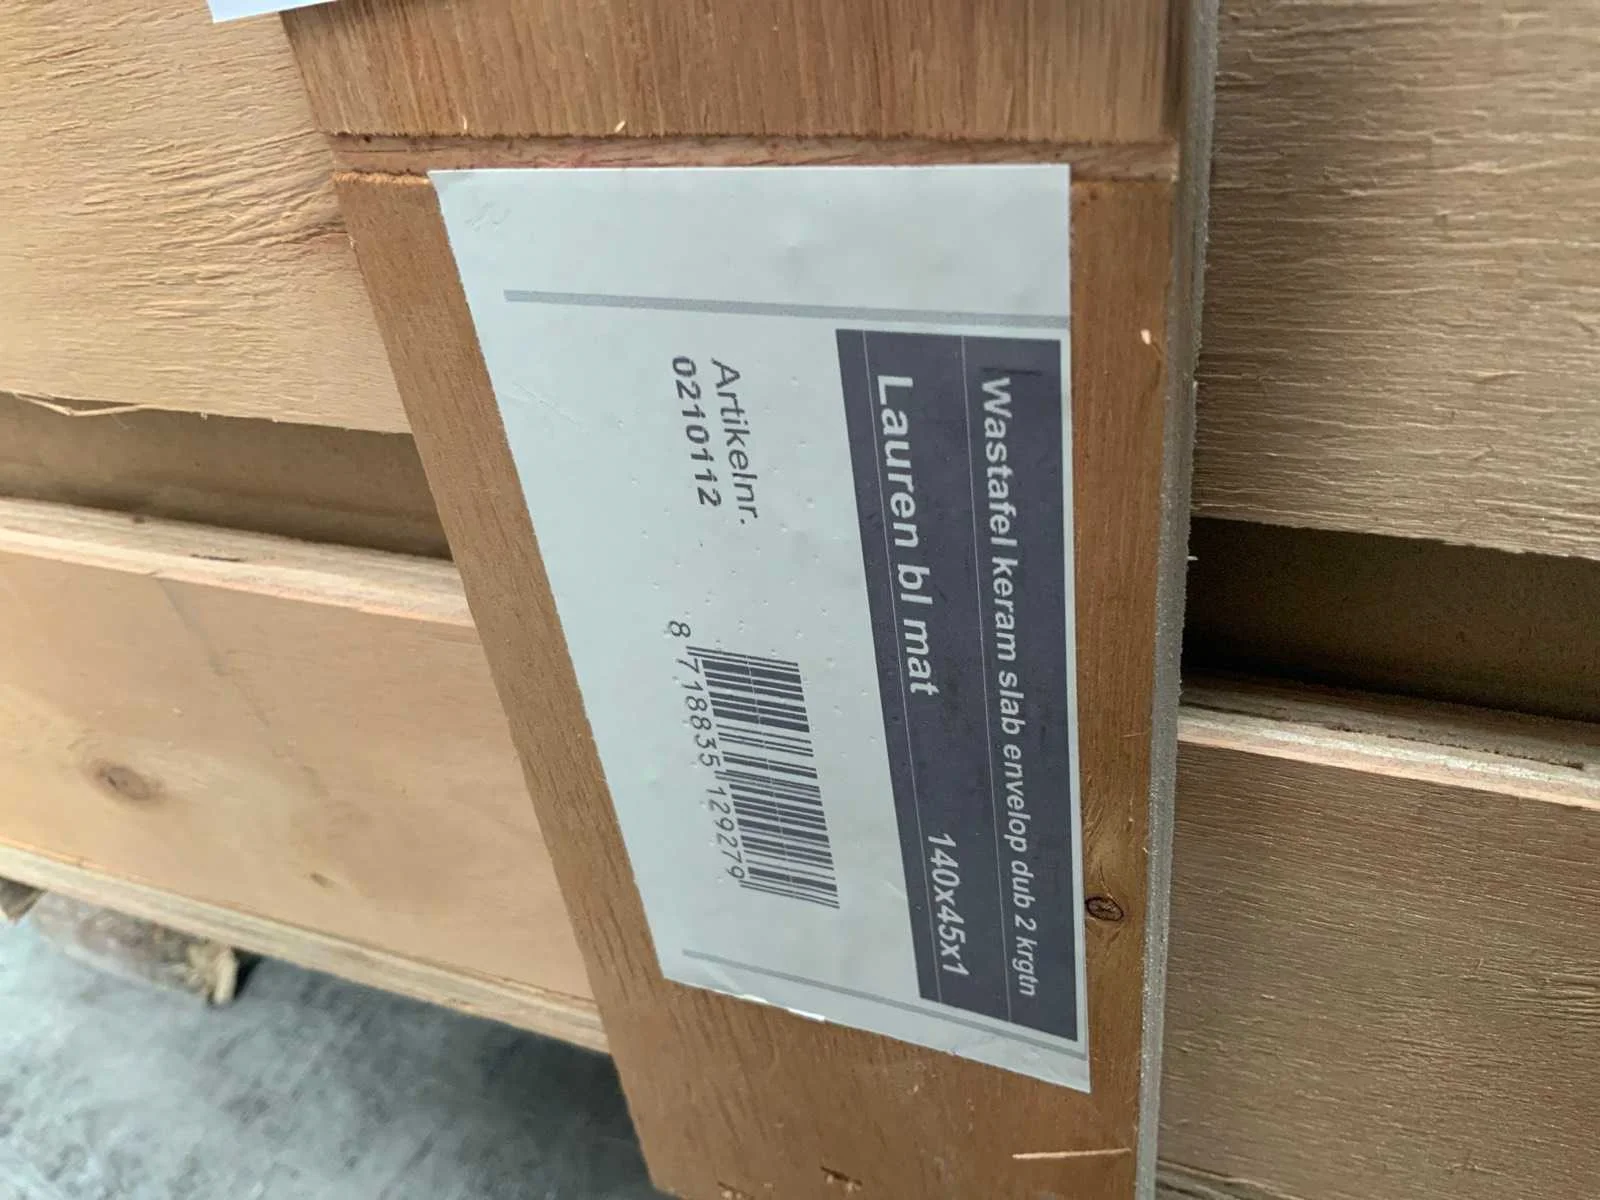 Wastafel keram slab envelop dub 2 krgtn
Lauren bl mat 140x45x1
Artikelnr.
0210112
8 718835 129279